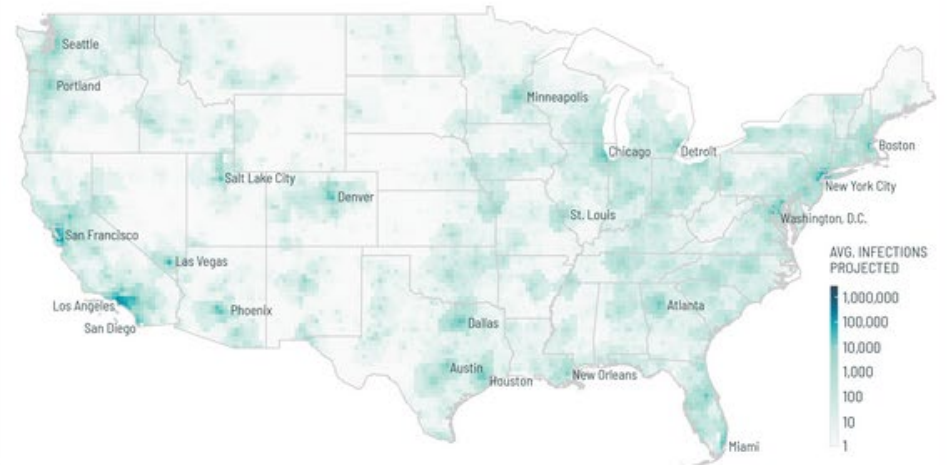 Seattle
Portland
Minneapolis
Chicago
Detroit
Boston
Salt Lake City
Denver
New York City
St. Louis
Washington, D.C.
San Francisco
Las Vegas
AVG. INFECTIONS
PROJECTED
Los Angeles
Phoenix
Atlanta
San Diego
Dallas
Austin
Houston
New Orleans
Miami
1,000,000
100,000
10,000
1,000
100
10
1